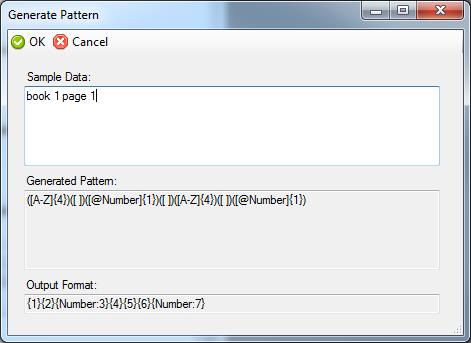 Generate Pattern
OK Cancel
Sample Data:
book 1 page 1
Generated Pattern:
([A-Z]{4})([ ])([@Number]{1})([ ])([A-Z]{4})([ ])([@Number]{1})
Output Format:
{1}{2}{Number:3}{4}{5}{6}{Number:7}